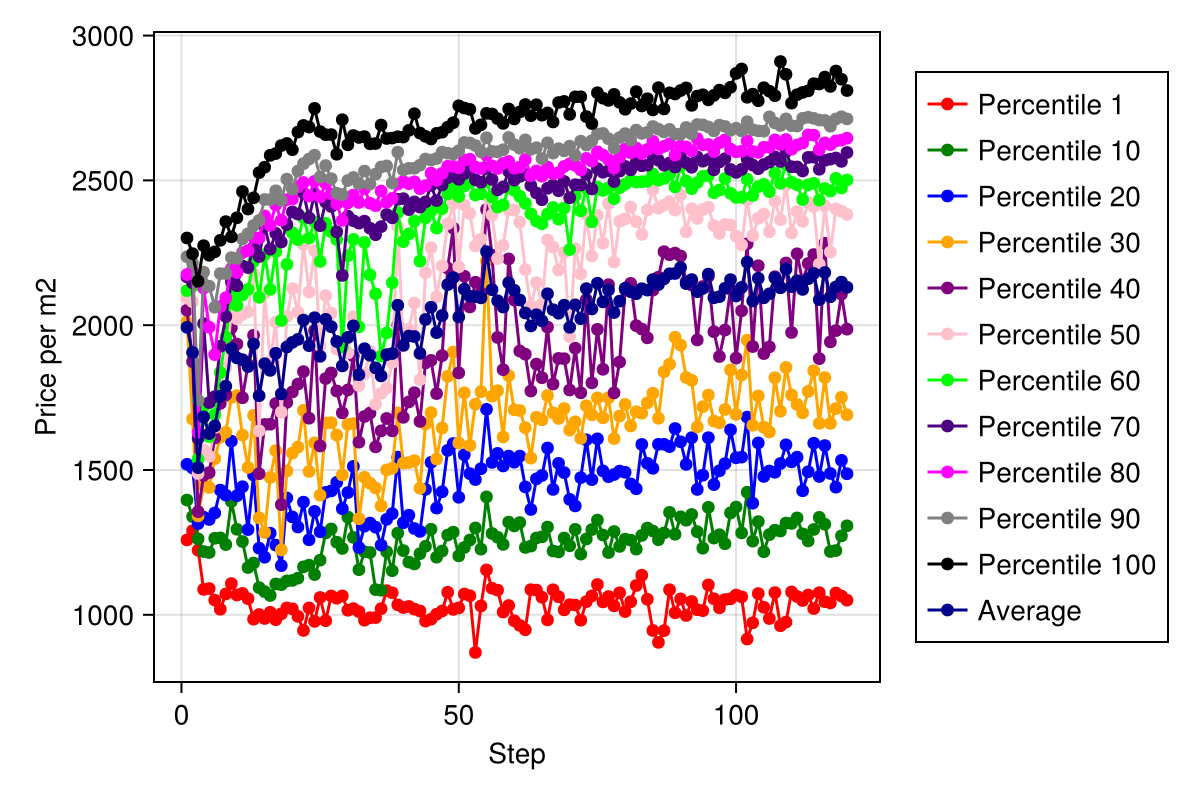 3000
2500
2000
1500
1000
Price per m2
0
50
100
Step
Percentile 1
Percentile 10
Percentile 20
Percentile 30
Percentile 40
Percentile 50
Percentile 60
Percentile 70
Percentile 80
Percentile 90
Percentile 100
Average